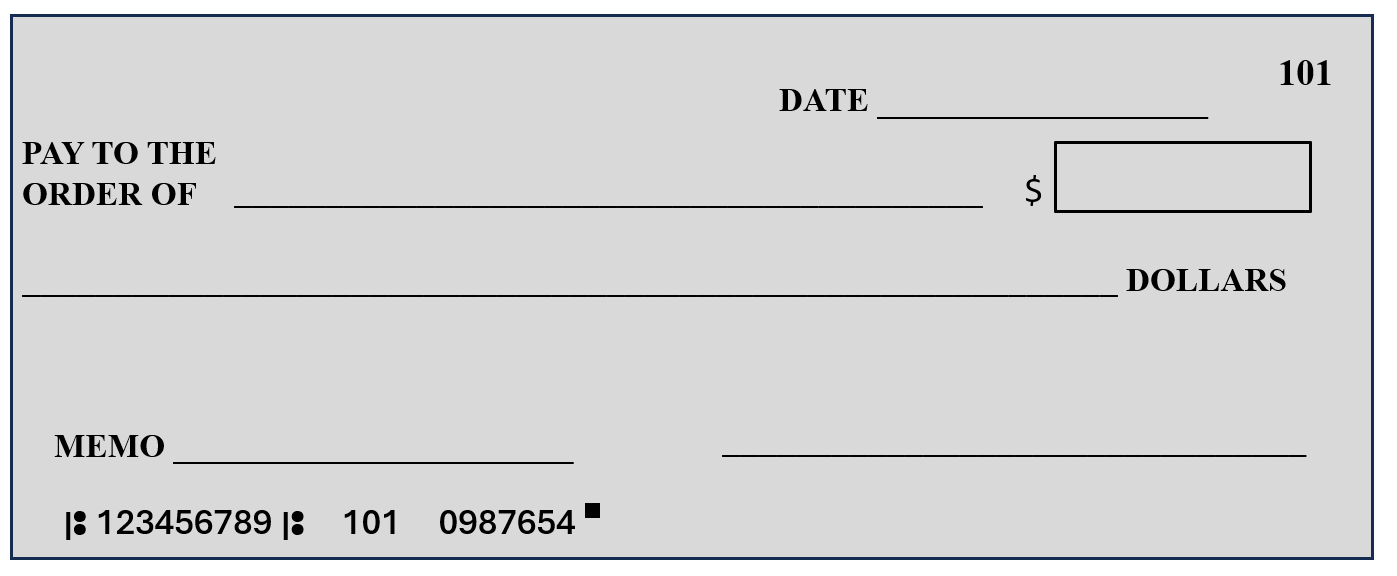 101
DATE
PAY TO THE
ORDER OF
$
DOLLARS
MEMO
⑆ 123456789 ⑆ 101 0987654